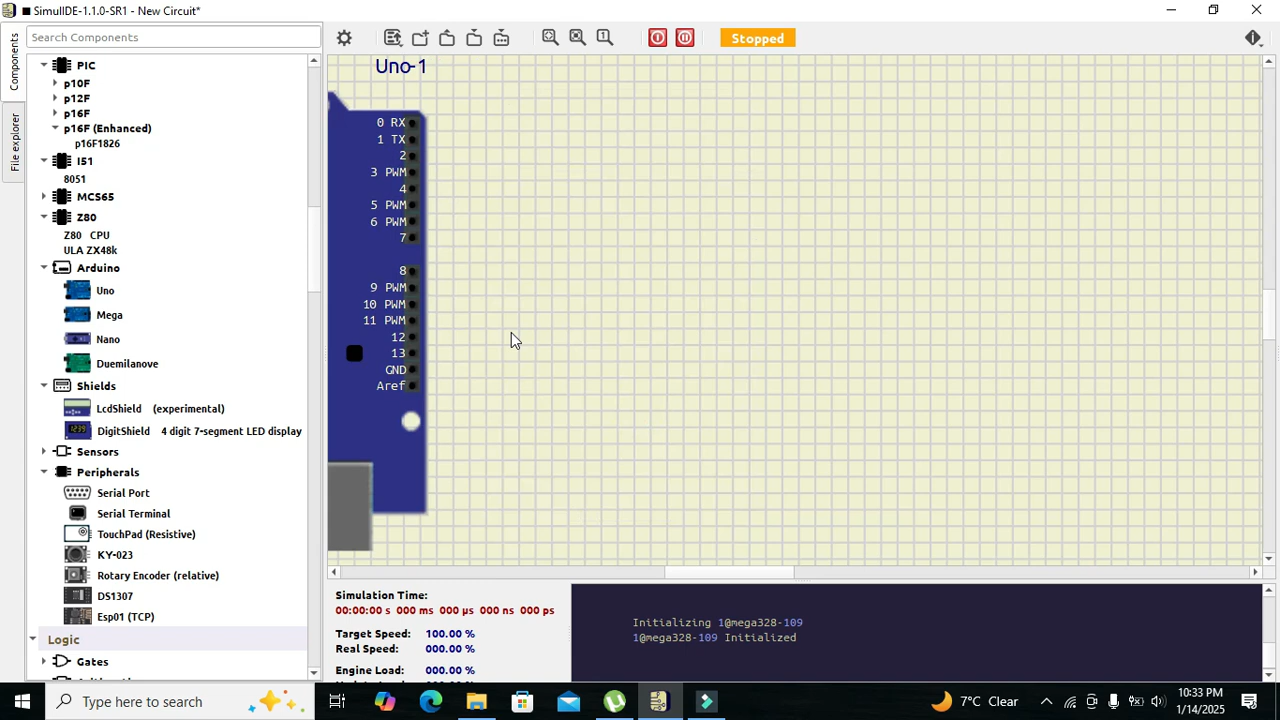 SimulIDE-1.1.0-SR1 - New Circuit*
Components
File explorer
Search Components
PIC
p10F
p12F
p16F
p16F (Enhanced)
p16F1826
I51
8051
MCS65
Z80
Z80 CPU
ULA ZX48k
Arduino
Uno
Mega
Nano
Duemilanove
Shields
LcdShield (experimental)
DigitShield 4 digit 7-segment LED display
Sensors
Peripherals
Serial Port
Serial Terminal
TouchPad (Resistive)
KY-023
Rotary Encoder (relative)
DS1307
Esp01 (TCP)
Logic
Gates
Stopped
Uno-1
0 RX
1 TX
2
3 PWM
4
5 PWM
6 PWM
7
8
9 PWM
10 PWM
11 PWM
12
13
GND
Aref
Simulation Time:
00:00:00 s 000 ms 000 µs 000 ns 000 ps
Target Speed: 100.00 %
Real Speed: 000.00 %
Engine Load: 000.00 %
Initializing 1@mega328-109
1@mega328-109 Initialized
Type here to search
7°C Clear
10:33 PM
1/14/2025